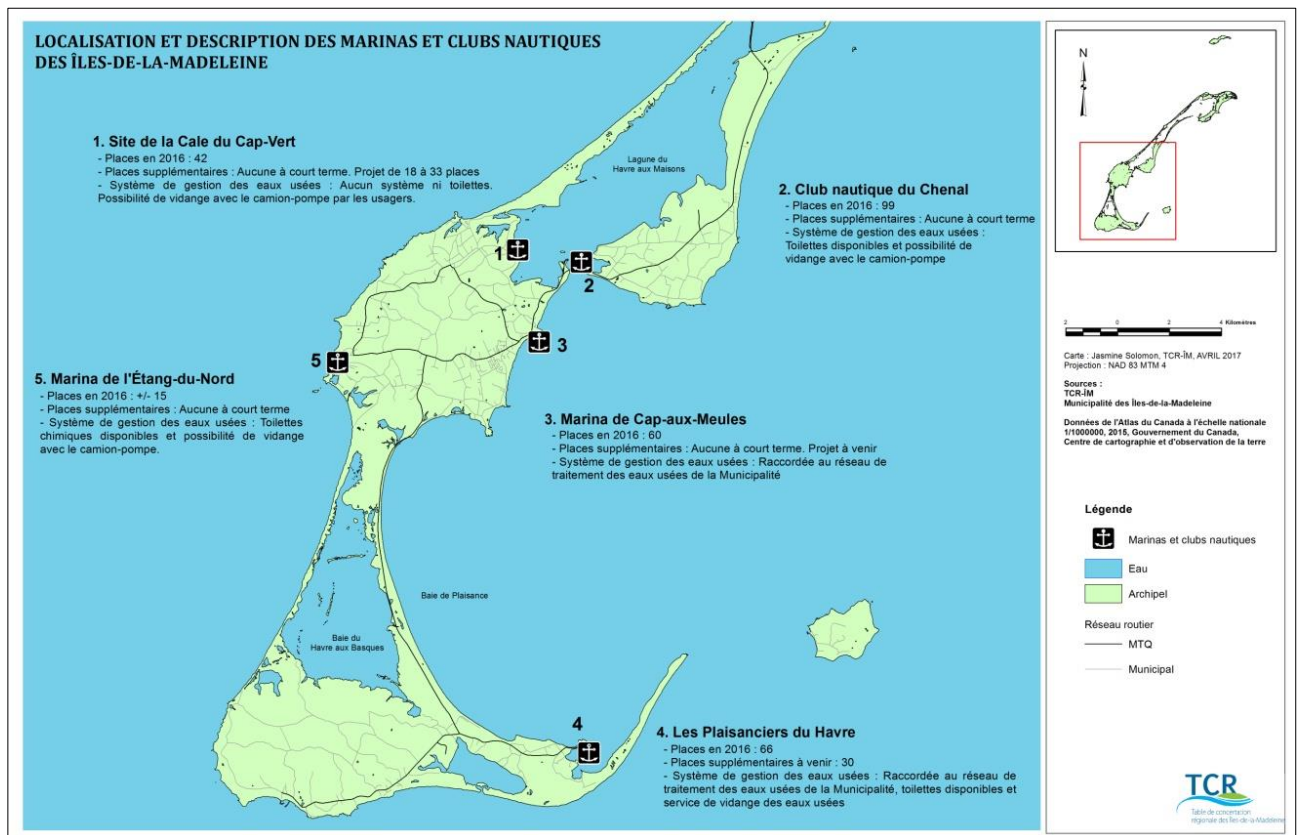 LOCALISATION ET DESCRIPTION DES MARINAS ET CLUBS NAUTIQUES
DES ÎLES-DE-LA-MADELEINE
1. Site de la Cale du Cap-Vert
- Places en 2016 : 42
- Places supplémentaires : Aucune à court terme. Projet de 18 à 33 places
- Système de gestion des eaux usées : Aucun système ni toilettes.
Possibilité de vidange avec le camion-pompe par les usagers.
Lagune du
Havre aux Maisons
2. Club nautique du Chenal
- Places en 2016 : 99
- Places supplémentaires : Aucune à court terme
- Système de gestion des eaux usées :
Toilettes disponibles et possibilité de
vidange avec le camion-pompe
1
2
3
5
5. Marina de l'Étang-du-Nord
- Places en 2016 : +/- 15
- Places supplémentaires : Aucune à court terme
- Système de gestion des eaux usées : Toilettes
chimiques disponibles et possibilité de vidange
avec le camion-pompe.
3. Marina de Cap-aux-Meules
- Places en 2016 : 60
- Places supplémentaires : Aucune à court terme. Projet à venir
- Système de gestion des eaux usées : Raccordée au réseau de
traitement des eaux usées de la Municipalité
Baie de Plaisance
Baie du
Havre aux Basques
4
4. Les Plaisanciers du Havre
- Places en 2016 : 66
- Places supplémentaires à venir : 30
- Système de gestion des eaux usées : Raccordée au réseau de
traitement des eaux usées de la Municipalité, toilettes disponibles et
service de vidange des eaux usées
N
2 0 2 4 Kilomètres
Carte : Jasmine Solomon, TCR-ÎM, AVRIL 2017
Projection : NAD 83 MTM 4
Sources :
TCR-ÎM
Municipalité des Îles-de-la-Madeleine
Données de l'Atlas du Canada à l'échelle nationale
1/1000000, 2015, Gouvernement du Canada,
Centre de cartographie et d'observation de la terre
Légende
Marinas et clubs nautiques
Eau
Archipel
Réseau routier
MTQ
Municipal
TCR
Table de concertation
régionale des Îles-de-la-Madeleine